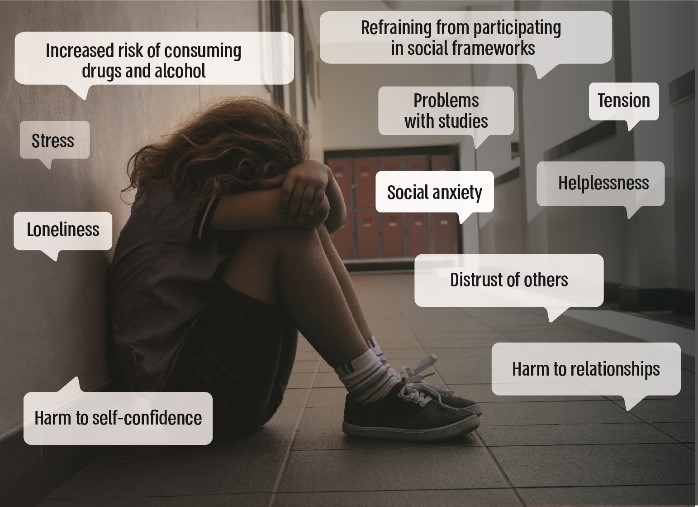 Increased risk of consuming
drugs and alcohol
Refraining from participating
in social frameworks
Problems
with studies
Tension
Stress
Social anxiety
Helplessness
Loneliness
Distrust of others
Harm to relationships
Harm to self-confidence